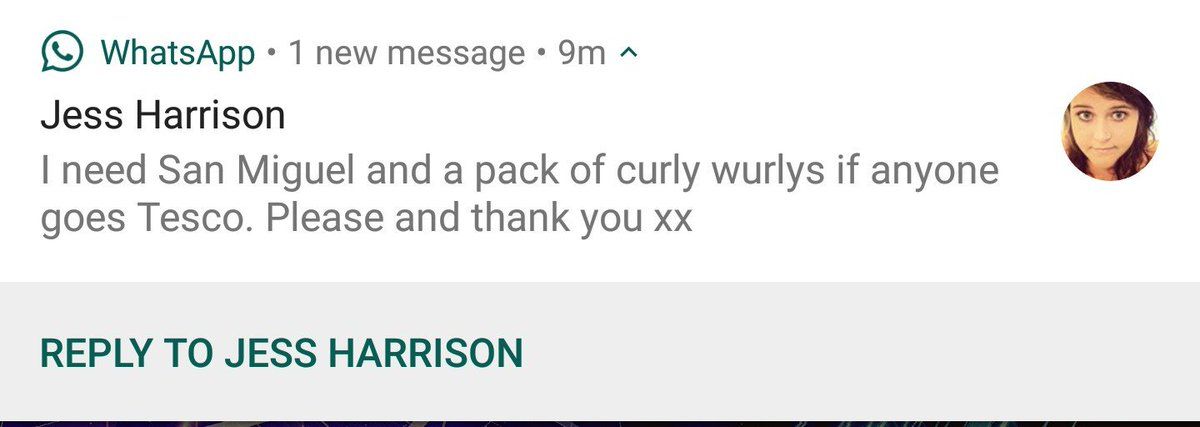 WhatsApp • 1 new message • 9m
Jess Harrison
I need San Miguel and a pack of curly wurlys if anyone
goes Tesco. Please and thank you xx
REPLY TO JESS HARRISON